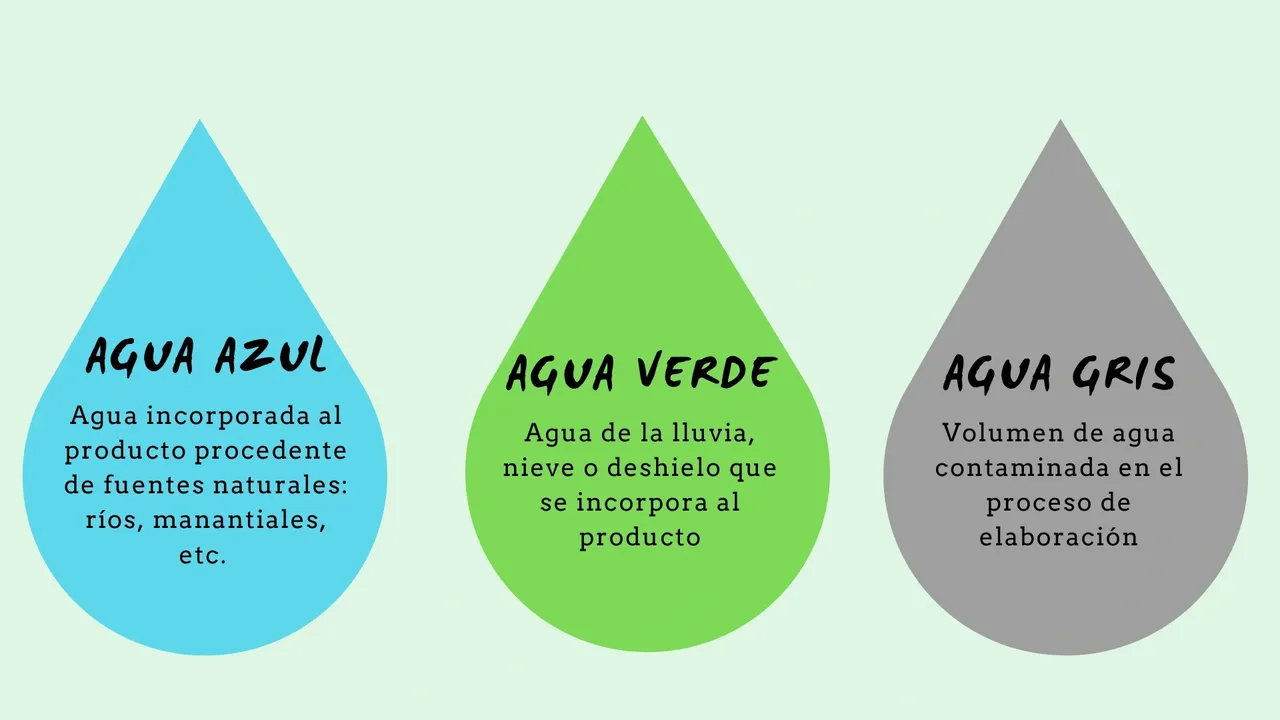 AGUA AZUL
Agua incorporada al
producto procedente
de fuentes naturales:
ríos, manantiales,
etc.
AGUA VERDE
Agua de la lluvia,
nieve o deshielo que
se incorpora al
producto
AGUA GRIS
Volumen de agua
contaminada en el
proceso de
elaboración